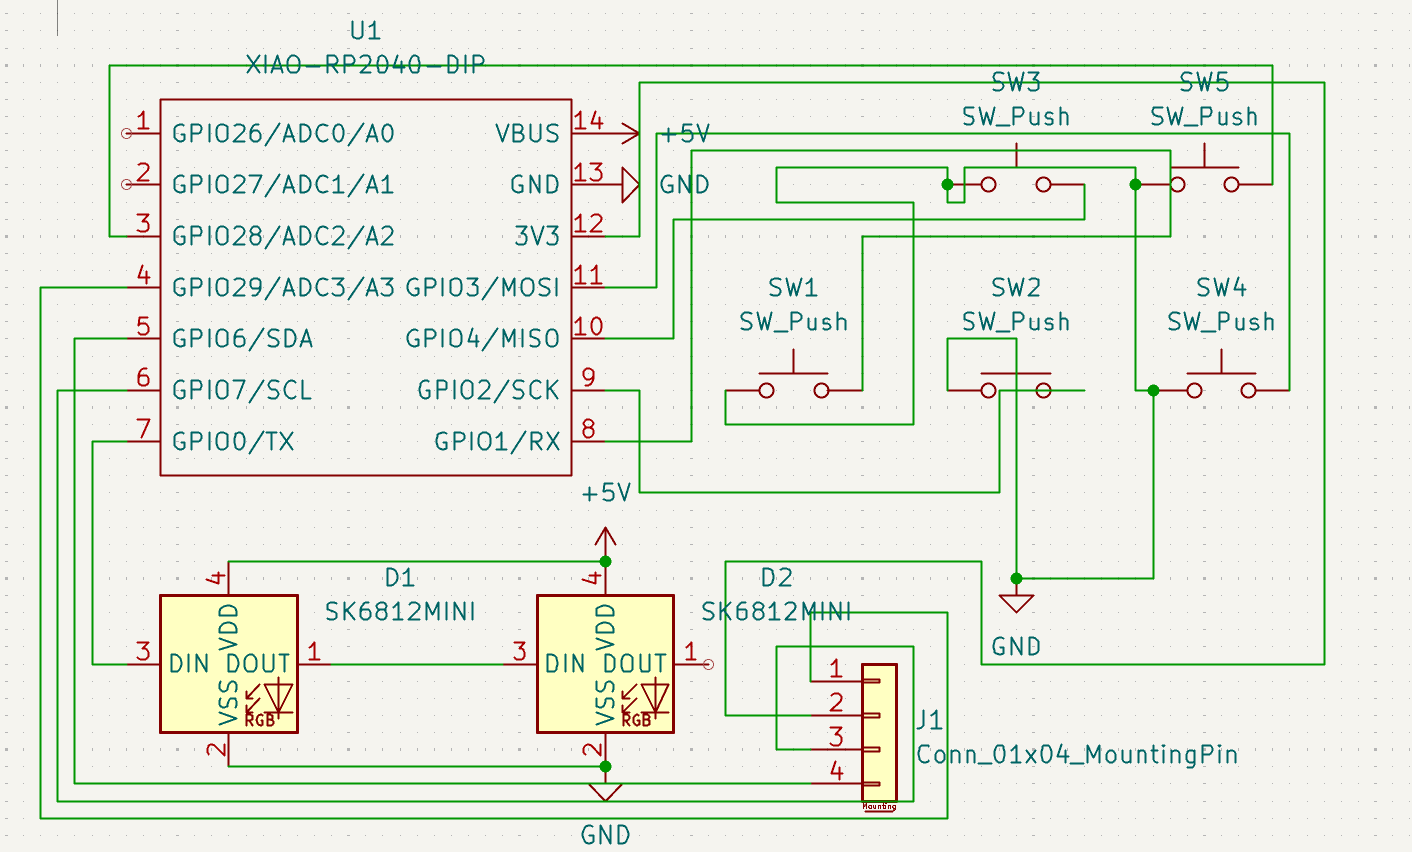 U1
XIAO-RP2040-DIP
SW3
SW_Push
SW5
SW_Push
1 GPIO26/ADC0/A0 VBUS 14 +5V
2 GPIO27/ADC1/A1 GND 13 GND
3 GPIO28/ADC2/A2 3V3 12
4 GPIO29/ADC3/A3 GPIO3/MOSI 11
5 GPIO6/SDA GPIO4/MISO 10
6 GPIO7/SCL GPIO2/SCK 9
7 GPIO0/TX GPIO1/RX 8
SW1
SW_Push
SW2
SW_Push
SW4
SW_Push
+5V
D1
SK6812MINI
4
VDD
3 DIN DOUT 1
VSS
RGB
2
D2
SK6812MINI
4
VDD
3 DIN DOUT 1
VSS
RGB
2
GND
GND
1
2
3
4
J1
Conn_01x04_MountingPin
Mounting